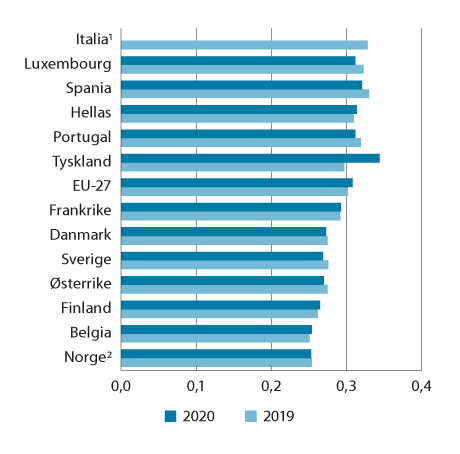 Italia¹
Luxembourg
Spania
Hellas
Portugal
Tyskland
EU-27
Frankrike
Danmark
Sverige
Østerrike
Finland
Belgia
Norge²
0,0 0,1 0,2 0,3 0,4
2020 2019